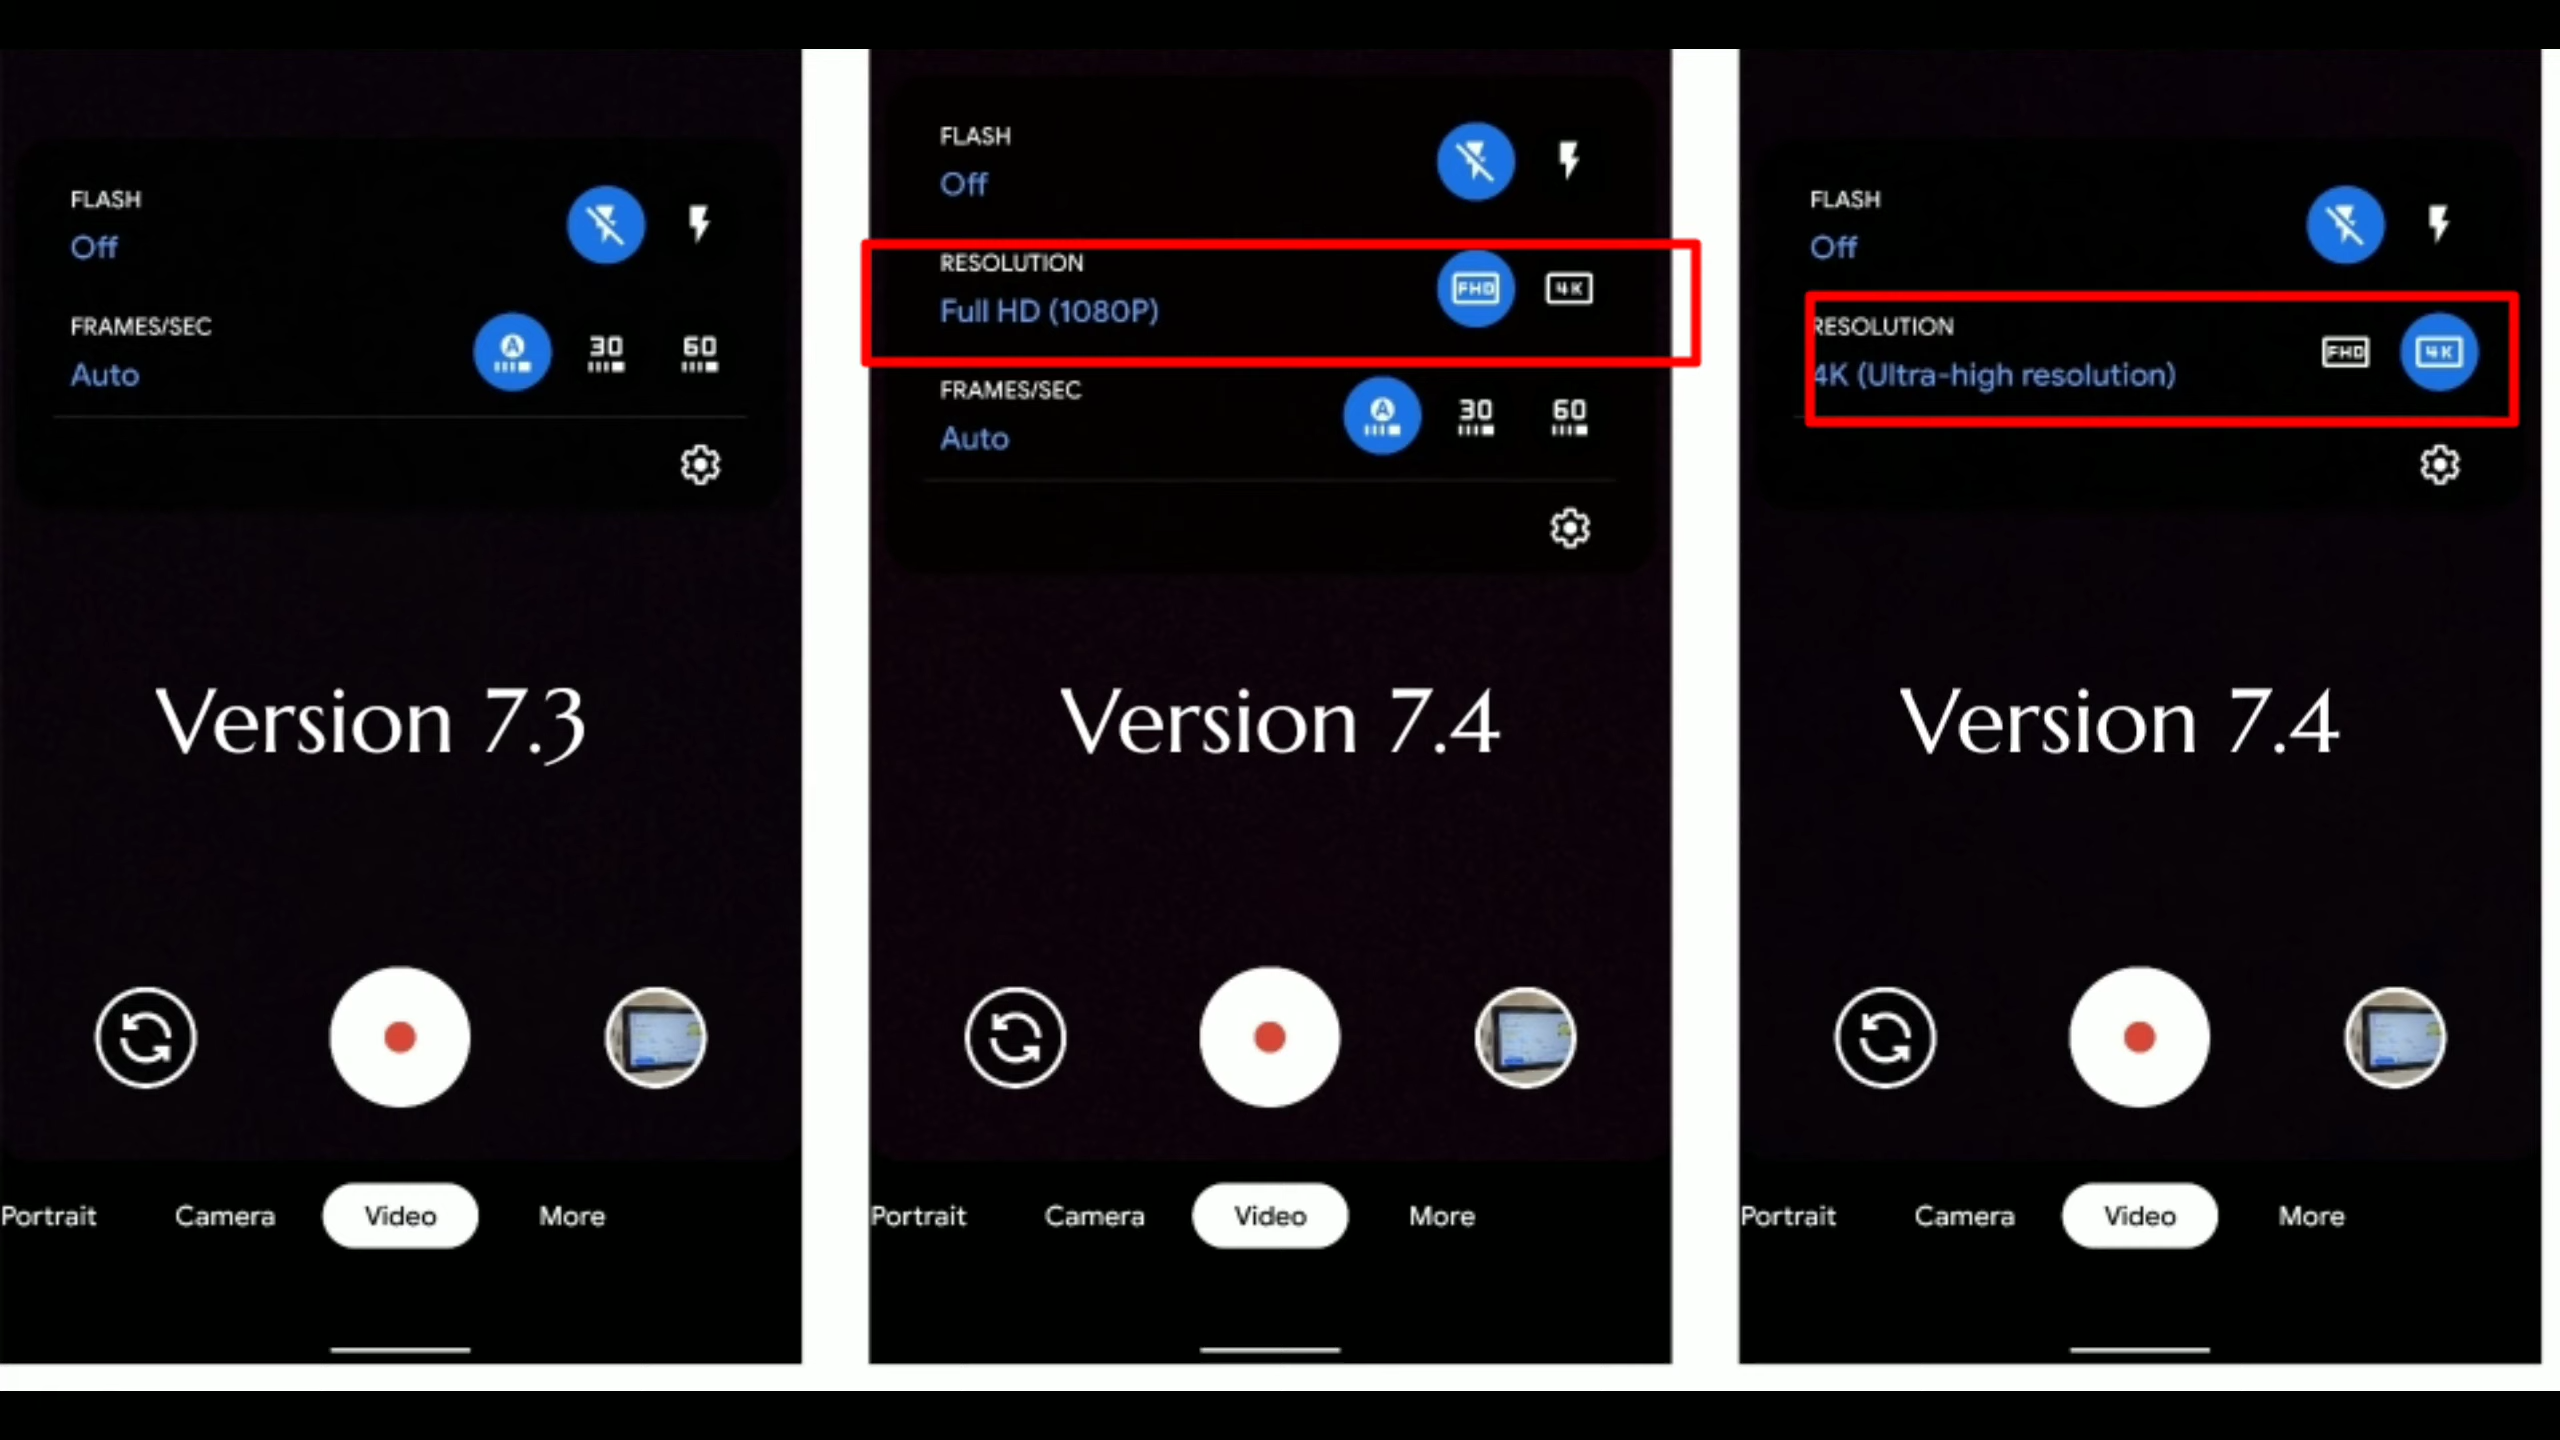 FLASH
Off
FRAMES/SEC
Auto
A
30
60
Version 7.3
Portrait
Camera
Video
More
FLASH
Off
RESOLUTION
Full HD (1080P)
FHD
4K
FRAMES/SEC
Auto
A
30
60
Version 7.4
Portrait
Camera
Video
More
FLASH
Off
RESOLUTION
4K (Ultra-high resolution)
FHD
4K
Version 7.4
Portrait
Camera
Video
More